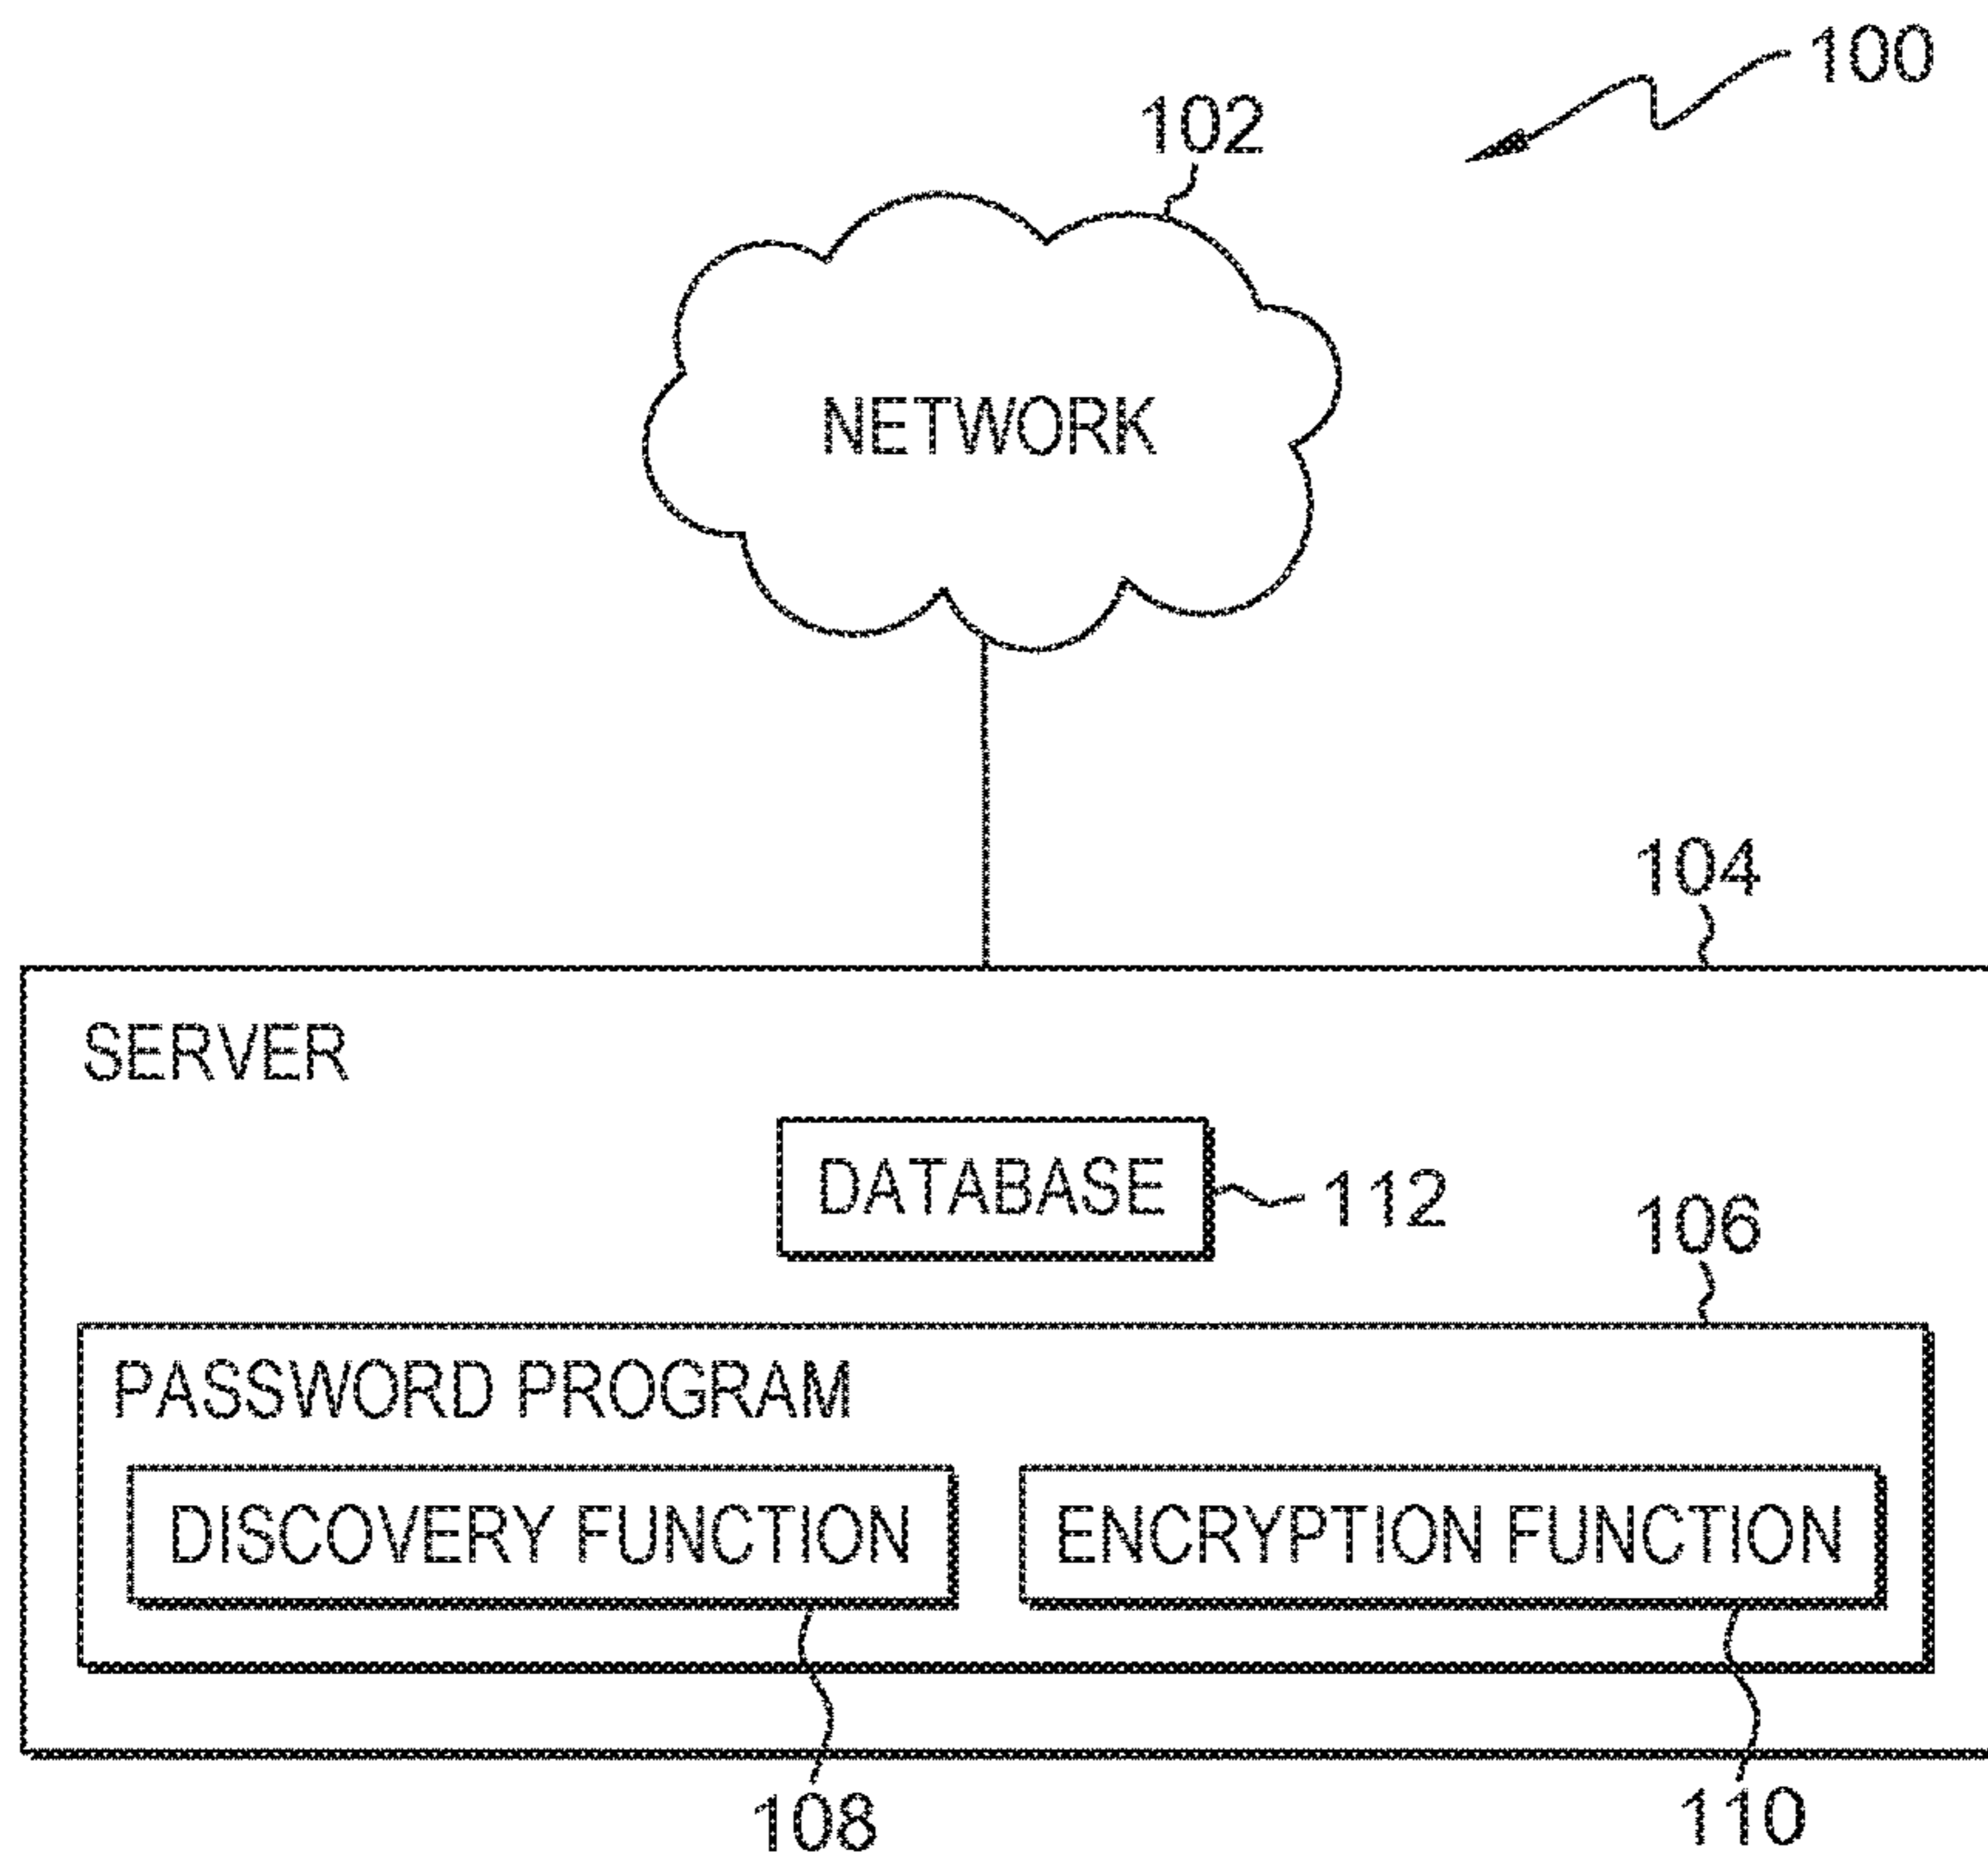 100
102
NETWORK
104
SERVER
DATABASE
112
106
PASSWORD PROGRAM
DISCOVERY FUNCTION
ENCRYPTION FUNCTION
108
110